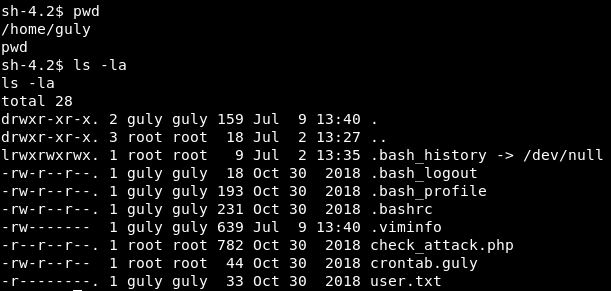 sh-4.2$ pwd
/home/guly
pwd
sh-4.2$ ls -la
ls -la
total 28
drwxr-xr-x. 2 guly guly 159 Jul  9 13:40 .
drwxr-xr-x. 3 root root  18 Jul  2 13:27 ..
lrwxrwxrwx. 1 root root   9 Jul  2 13:35 .bash_history -> /dev/null
-rw-r--r--. 1 guly guly  18 Oct 30  2018 .bash_logout
-rw-r--r--. 1 guly guly 193 Oct 30  2018 .bash_profile
-rw-r--r--. 1 guly guly 231 Oct 30  2018 .bashrc
-rw-------  1 guly guly 639 Jul  9 13:40 .viminfo
-r--r--r--. 1 root root 782 Oct 30  2018 check_attack.php
-rw-r--r--  1 root root  44 Oct 30  2018 crontab.guly
-r--------. 1 guly guly  33 Oct 30  2018 user.txt